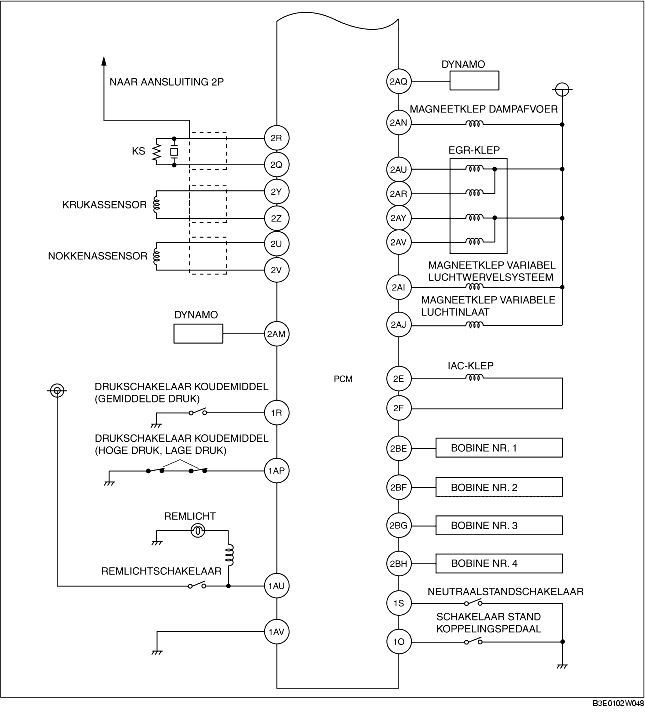 DYNAMO
NAAR AANSLUITING 2P
2AQ
MAGNEETKLEP DAMPAFVOER
2AN
2R
KS
EGR-KLEP
2Q
2AU
2Y
2AR
KRUKASSENSOR
2Z
2AY
2U
2AV
NOKKENASSENSOR
2V
MAGNEETKLEP VARIABEL
LUCHTWERVELSYSTEEM
2AI
MAGNEETKLEP VARIABELE
LUCHTINLAAT
DYNAMO
2AJ
2AM
IAC-KLEP
PCM
2E
DRUKSCHAKELAAR KOUDEMIDDEL
(GEMIDDELDE DRUK)
2F
1R
DRUKSCHAKELAAR KOUDEMIDDEL
(HOGE DRUK, LAGE DRUK)
2BE
BOBINE NR. 1
1AP
2BF
BOBINE NR. 2
REMLICHT
2BG
BOBINE NR. 3
2BH
BOBINE NR. 4
REMLICHTSCHAKELAAR
1AU
NEUTRAALSTANDSCHAKELAAR
1S
SCHAKELAAR STAND
KOPPELINGSPEDAAL
1AV
1O
B3E0102W048